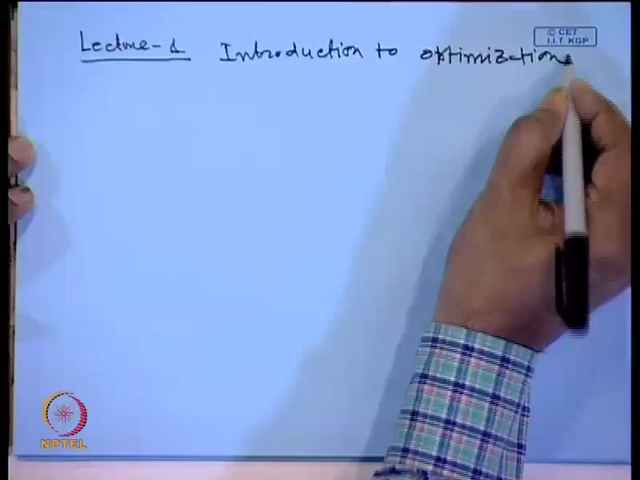 Lecture-1 Introduction to optimization
© CET
I.I.T. KGP
NPTEL